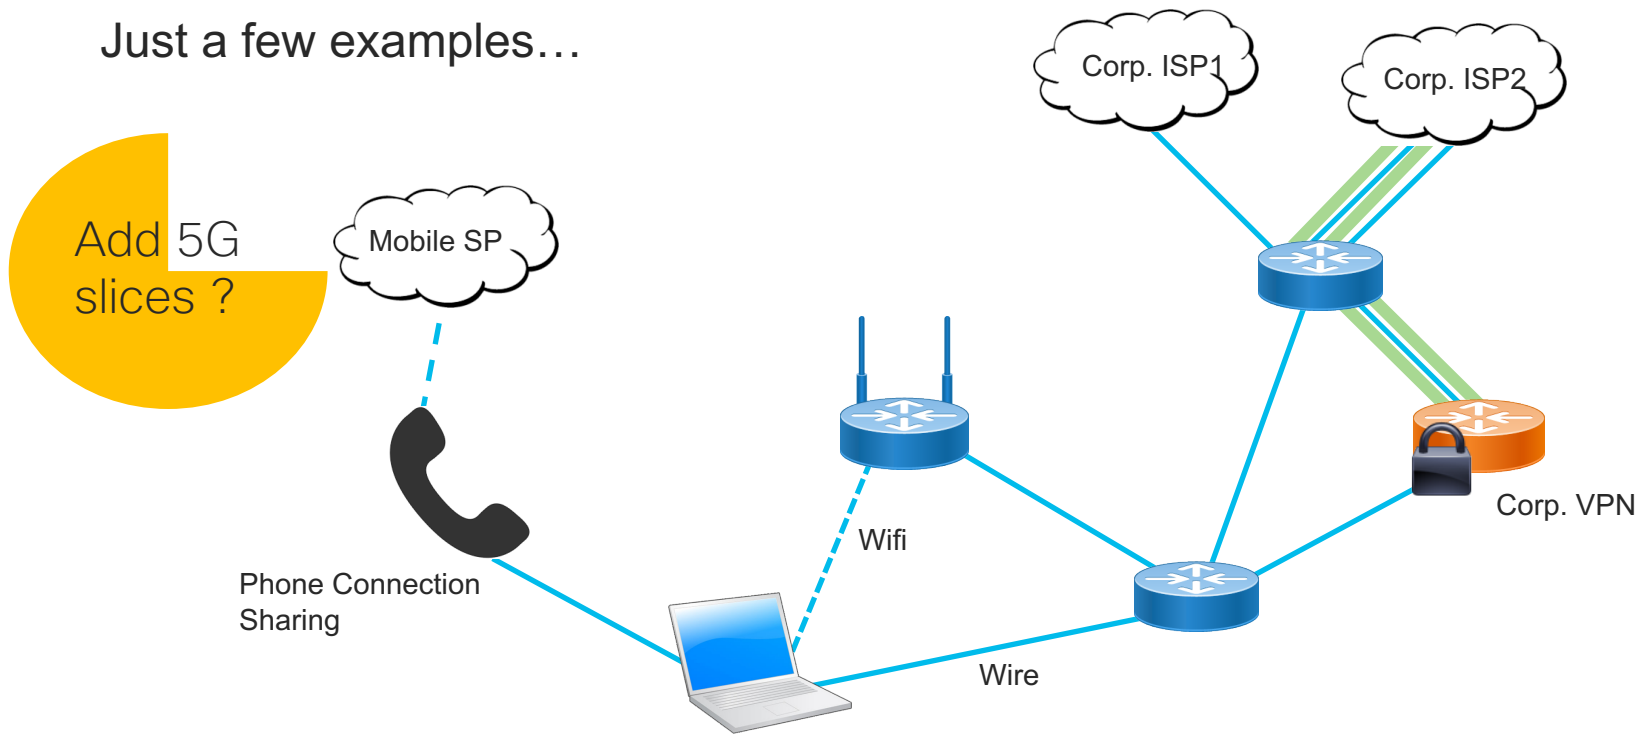 Just a few examples…
Corp. ISP1
Corp. ISP2
Add 5G
slices ?
Mobile SP
Corp. VPN
Wifi
Phone Connection
Sharing
Wire